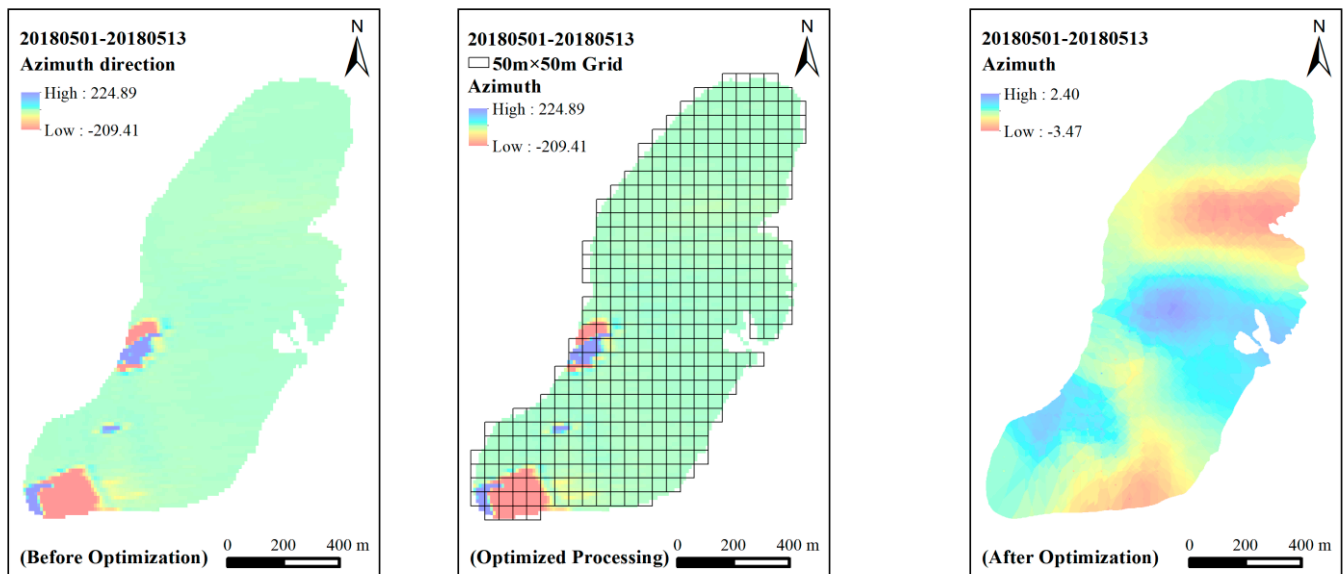 N
20180501-20180513
Azimuth direction
High : 224.89
Low : -209.41
(Before Optimization)
0 200 400 m
N
20180501-20180513
50m×50m Grid
Azimuth
High : 224.89
Low : -209.41
(Optimized Processing)
0 200 400 m
N
20180501-20180513
Azimuth
High : 2.40
Low : -3.47
(After Optimization)
0 200 400 m